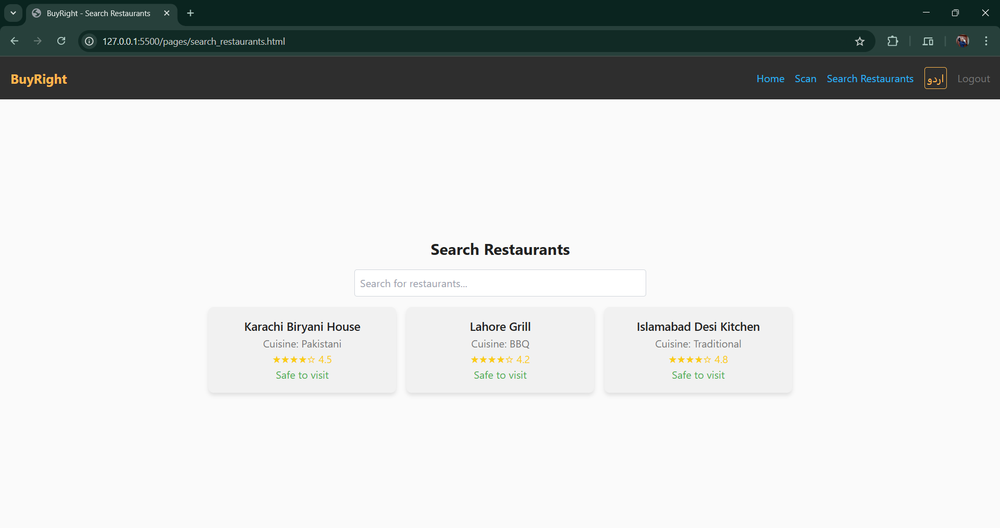 BuyRight - Search Restaurants
127.0.0.1:5500/pages/search_restaurants.html
BuyRight
Home Scan Search Restaurants اردو Logout
Search Restaurants
Search for restaurants...
Karachi Biryani House
Cuisine: Pakistani
★★★★☆ 4.5
Safe to visit
Lahore Grill
Cuisine: BBQ
★★★★☆ 4.2
Safe to visit
Islamabad Desi Kitchen
Cuisine: Traditional
★★★★☆ 4.8
Safe to visit